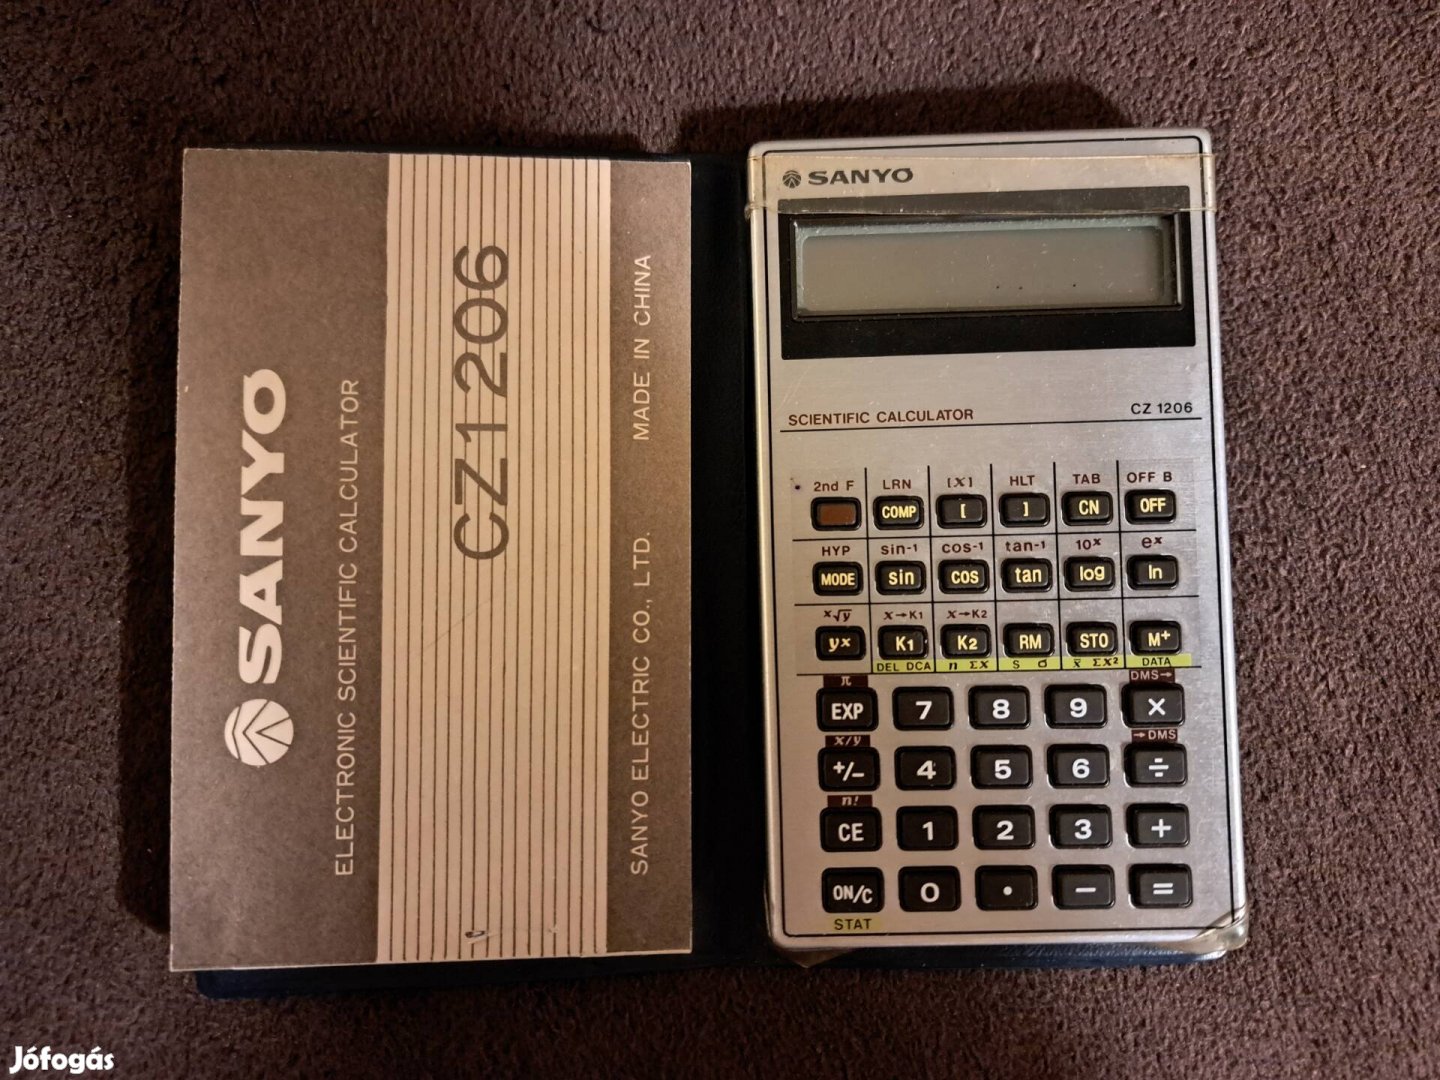 SANYO
ELECTRONIC SCIENTIFIC CALCULATOR
CZ1206
SANYO ELECTRIC CO., LTD. MADE IN CHINA
SANYO
SCIENTIFIC CALCULATOR CZ 1206
2nd F LRN [X] HLT TAB OFF B
COMP [ ] CN OFF
HYP sin-1 cos-1 tan-1 10x ex
MODE sin cos tan log ln
x√y x→K1 x→K2
yx K1 K2 RM STO M+
DEL DCA n Σx S σ x̄ Σx2 DATA
π DMS→
EXP 7 8 9 ×
x/y →DMS
+/− 4 5 6 ÷
n!
CE 1 2 3 +
ON/C 0 · − =
STAT
Jófogás